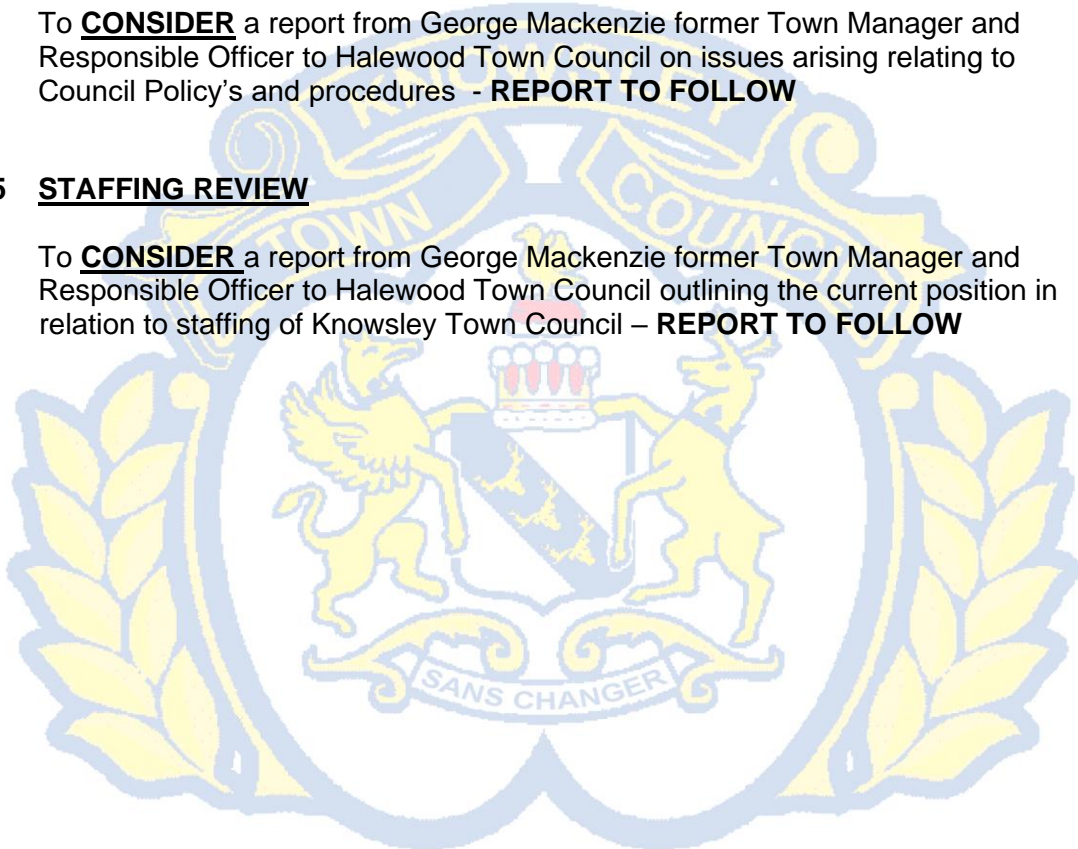 To CONSIDER a report from George Mackenzie former Town Manager and
Responsible Officer to Halewood Town Council on issues arising relating to
Council Policy's and procedures - REPORT TO FOLLOW
5 STAFFING REVIEW
To CONSIDER a report from George Mackenzie former Town Manager and
Responsible Officer to Halewood Town Council outlining the current position in
relation to staffing of Knowsley Town Council – REPORT TO FOLLOW
KNOWSLEY
TOWN COUNCIL
SANS CHANGER